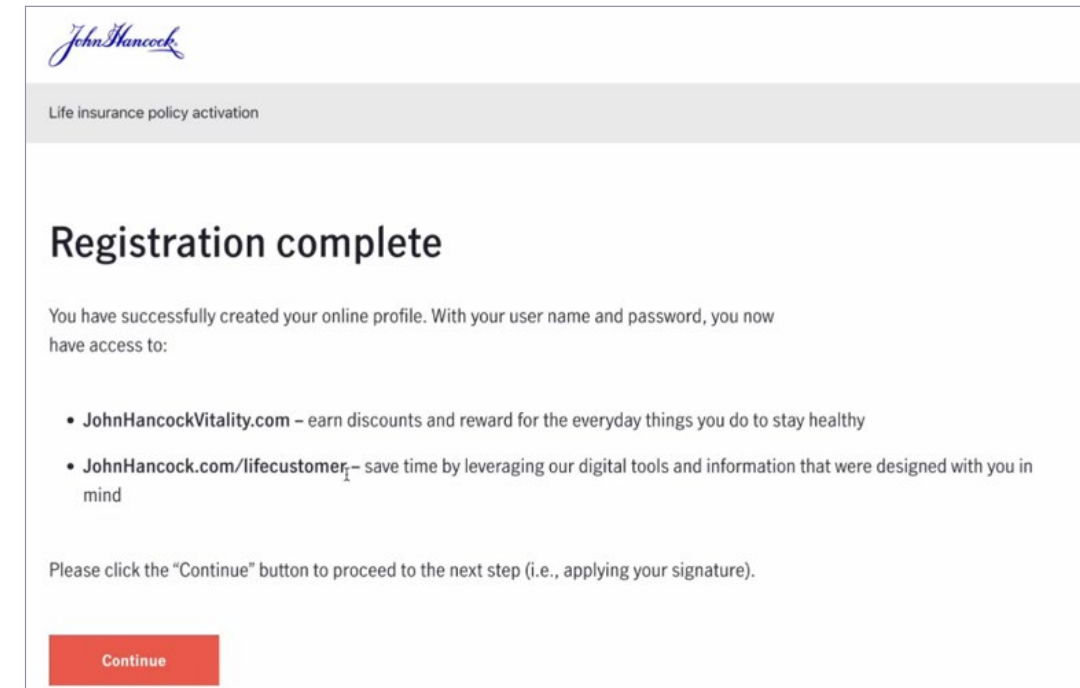 John Hancock.
Life insurance policy activation
Registration complete
You have successfully created your online profile. With your user name and password, you now
have access to:
• JohnHancockVitality.com – earn discounts and reward for the everyday things you do to stay healthy
• JohnHancock.com/lifecustomer – save time by leveraging our digital tools and information that were designed with you in
mind
Please click the “Continue” button to proceed to the next step (i.e., applying your signature).
Continue